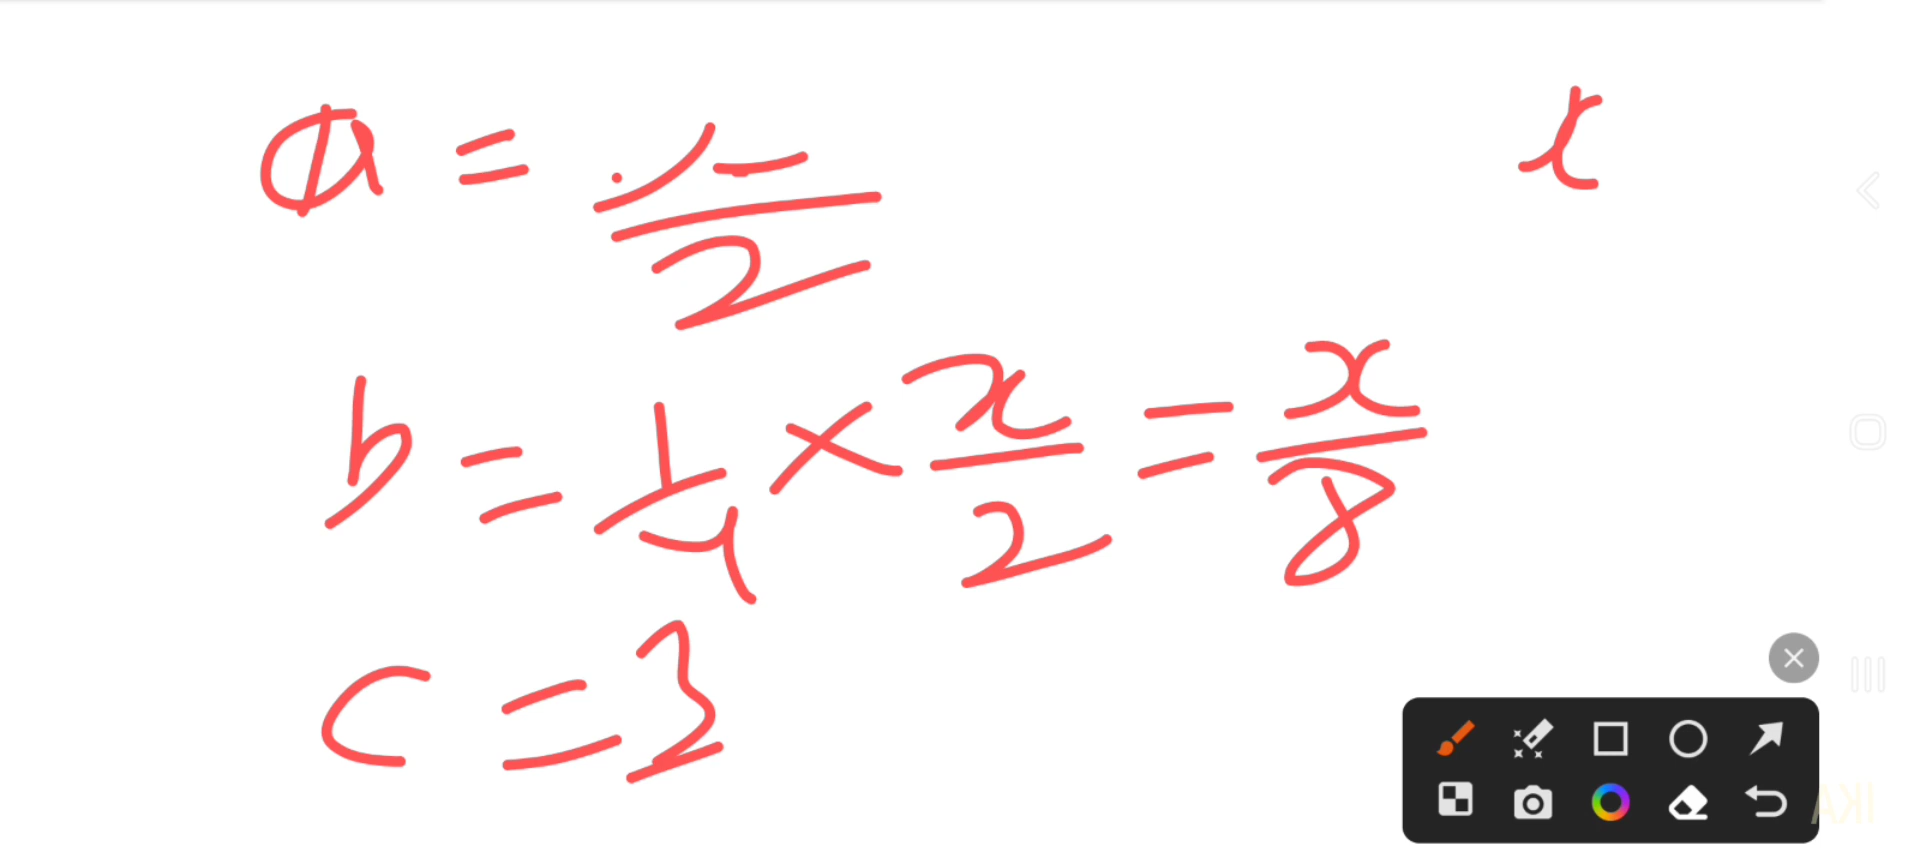 a = /2 x
b = 1/4 × x/2 = x/8
c = 3